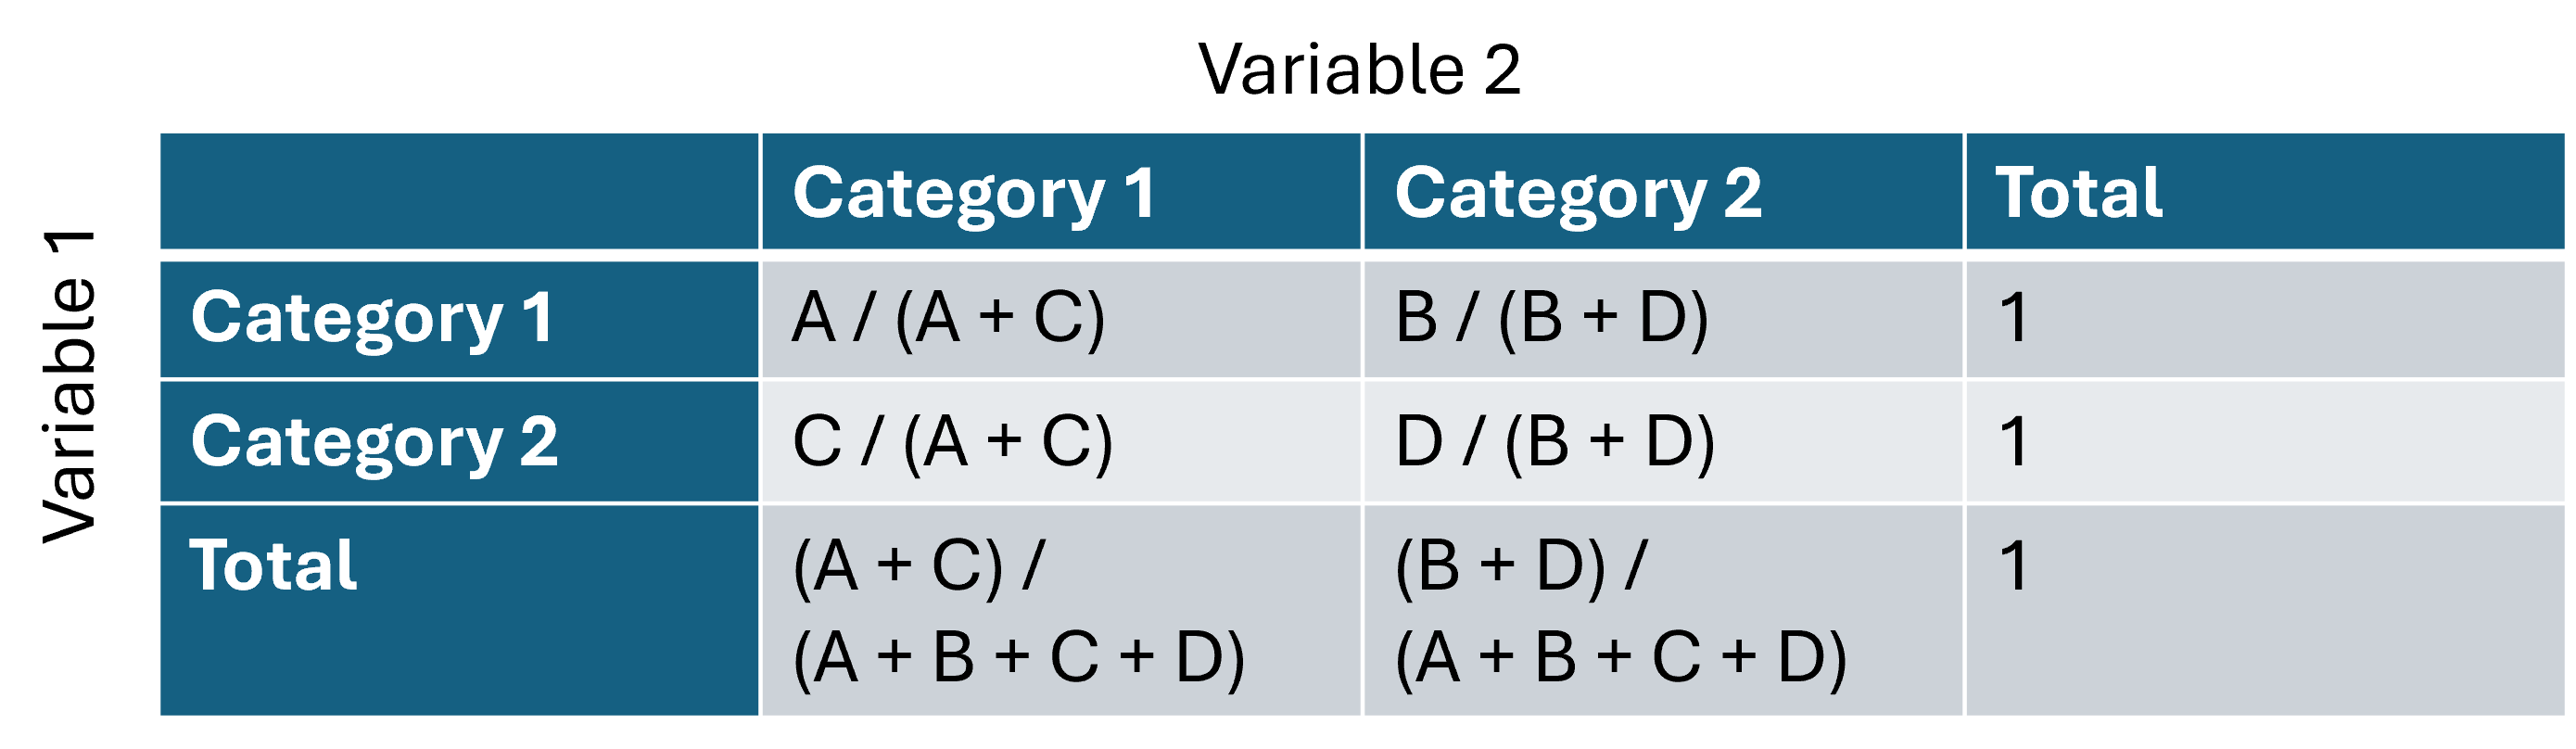 Variable 2
Variable 1
Category 1 Category 2 Total
Category 1 A / (A + C) B / (B + D) 1
Category 2 C / (A + C) D / (B + D) 1
Total (A + C) / (B + D) / 1
(A + B + C + D) (A + B + C + D)